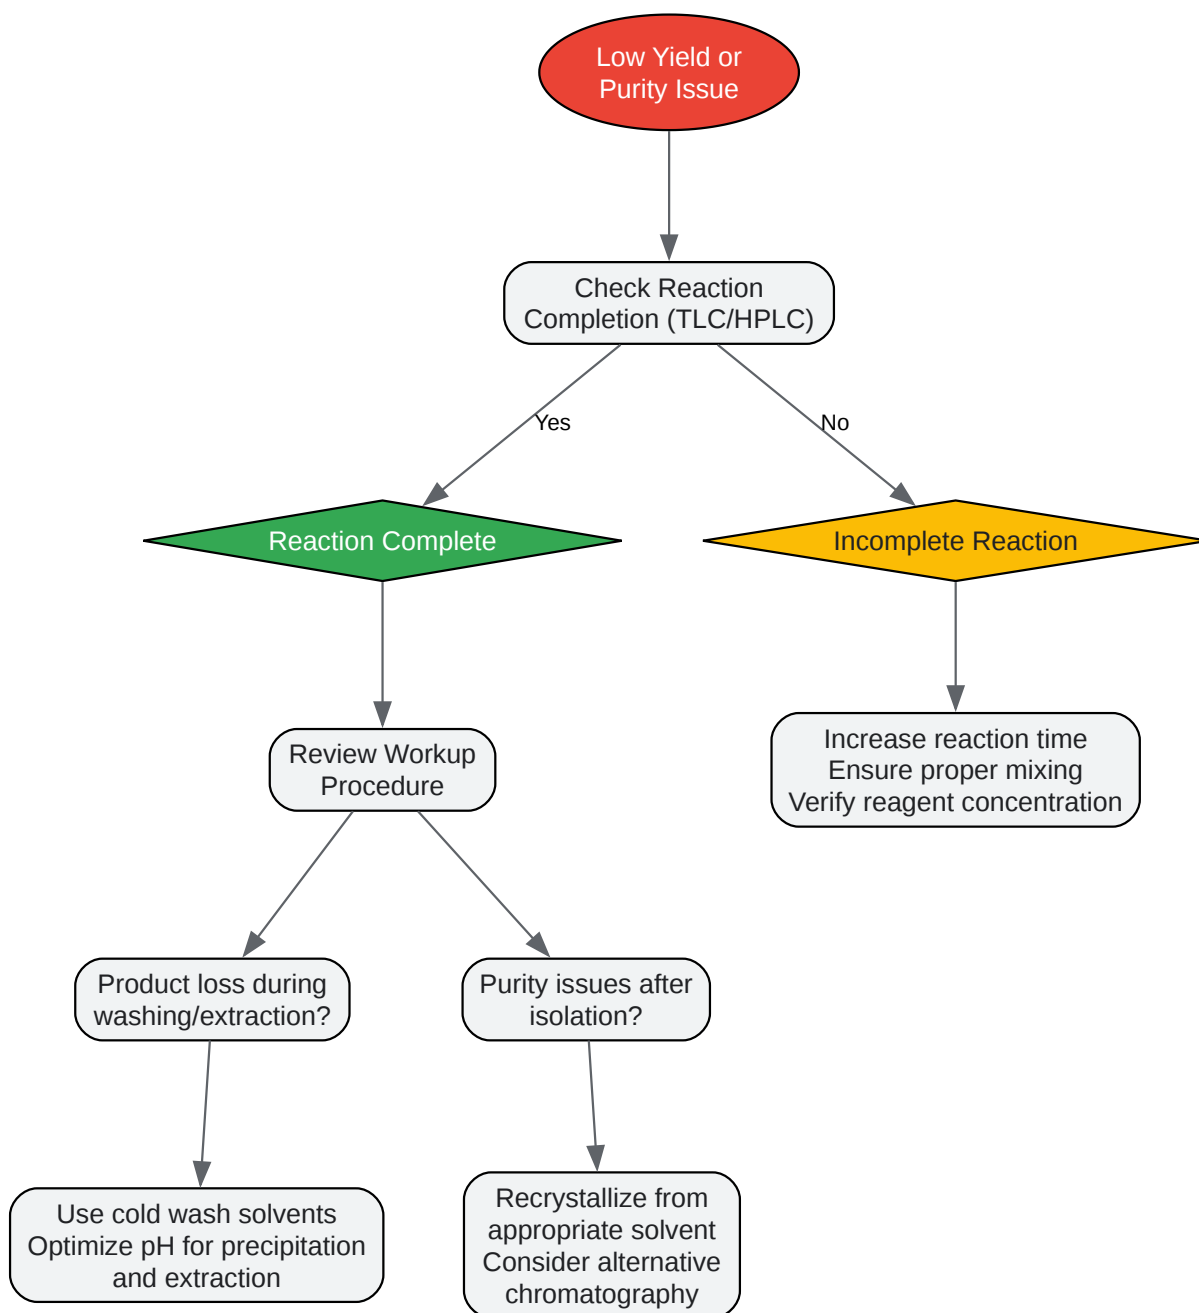 Low Yield or
Purity Issue
Check Reaction
Completion (TLC/HPLC)
Yes
No
Reaction Complete
Incomplete Reaction
Review Workup
Procedure
Increase reaction time
Ensure proper mixing
Verify reagent concentration
Product loss during
washing/extraction?
Purity issues after
isolation?
Use cold wash solvents
Optimize pH for precipitation
and extraction
Recrystallize from
appropriate solvent
Consider alternative
chromatography